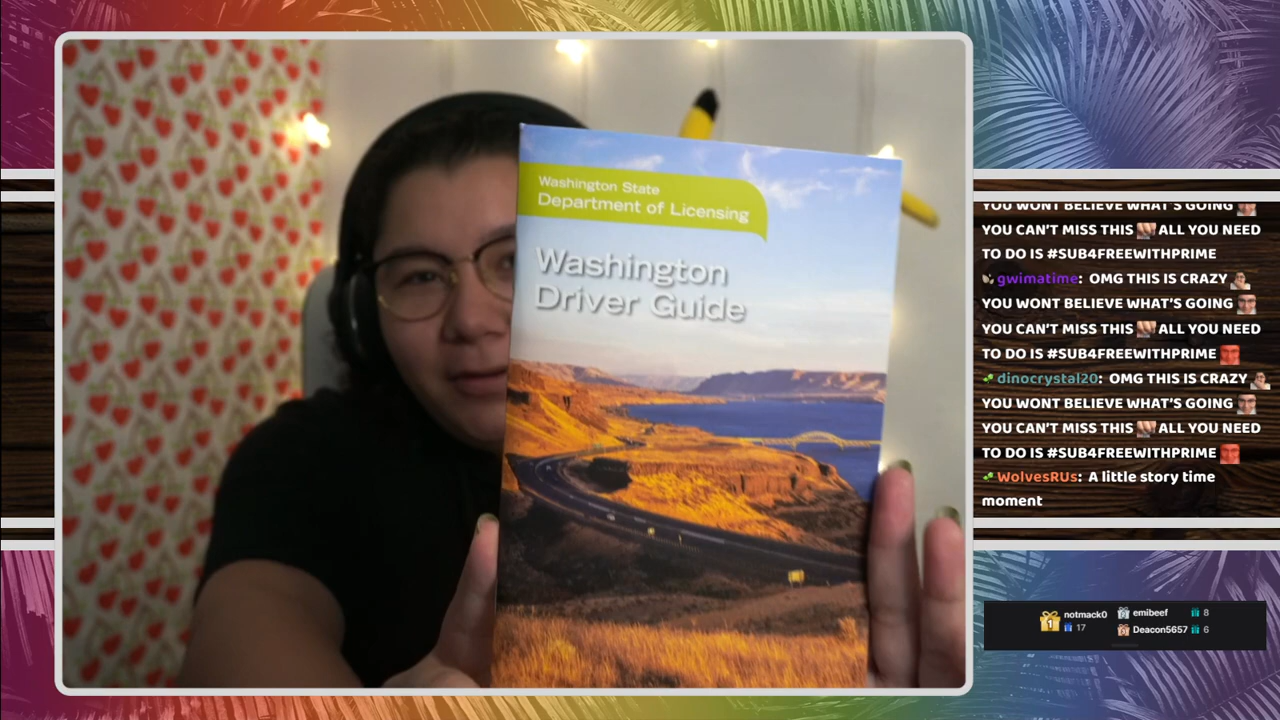 Washington State
Department of Licensing
Washington
Driver Guide
YOU WONT BELIEVE WHAT'S GOING
YOU CAN'T MISS THIS ALL YOU NEED
TO DO IS #SUB4FREEWITHPRIME
gwimatime: OMG THIS IS CRAZY
YOU WONT BELIEVE WHAT'S GOING
YOU CAN'T MISS THIS ALL YOU NEED
TO DO IS #SUB4FREEWITHPRIME
dinocrystal20: OMG THIS IS CRAZY
YOU WONT BELIEVE WHAT'S GOING
YOU CAN'T MISS THIS ALL YOU NEED
TO DO IS #SUB4FREEWITHPRIME
WolvesRUs: A little story time
moment
1 notmack0
17
emibeef 8
Deacon5657 6